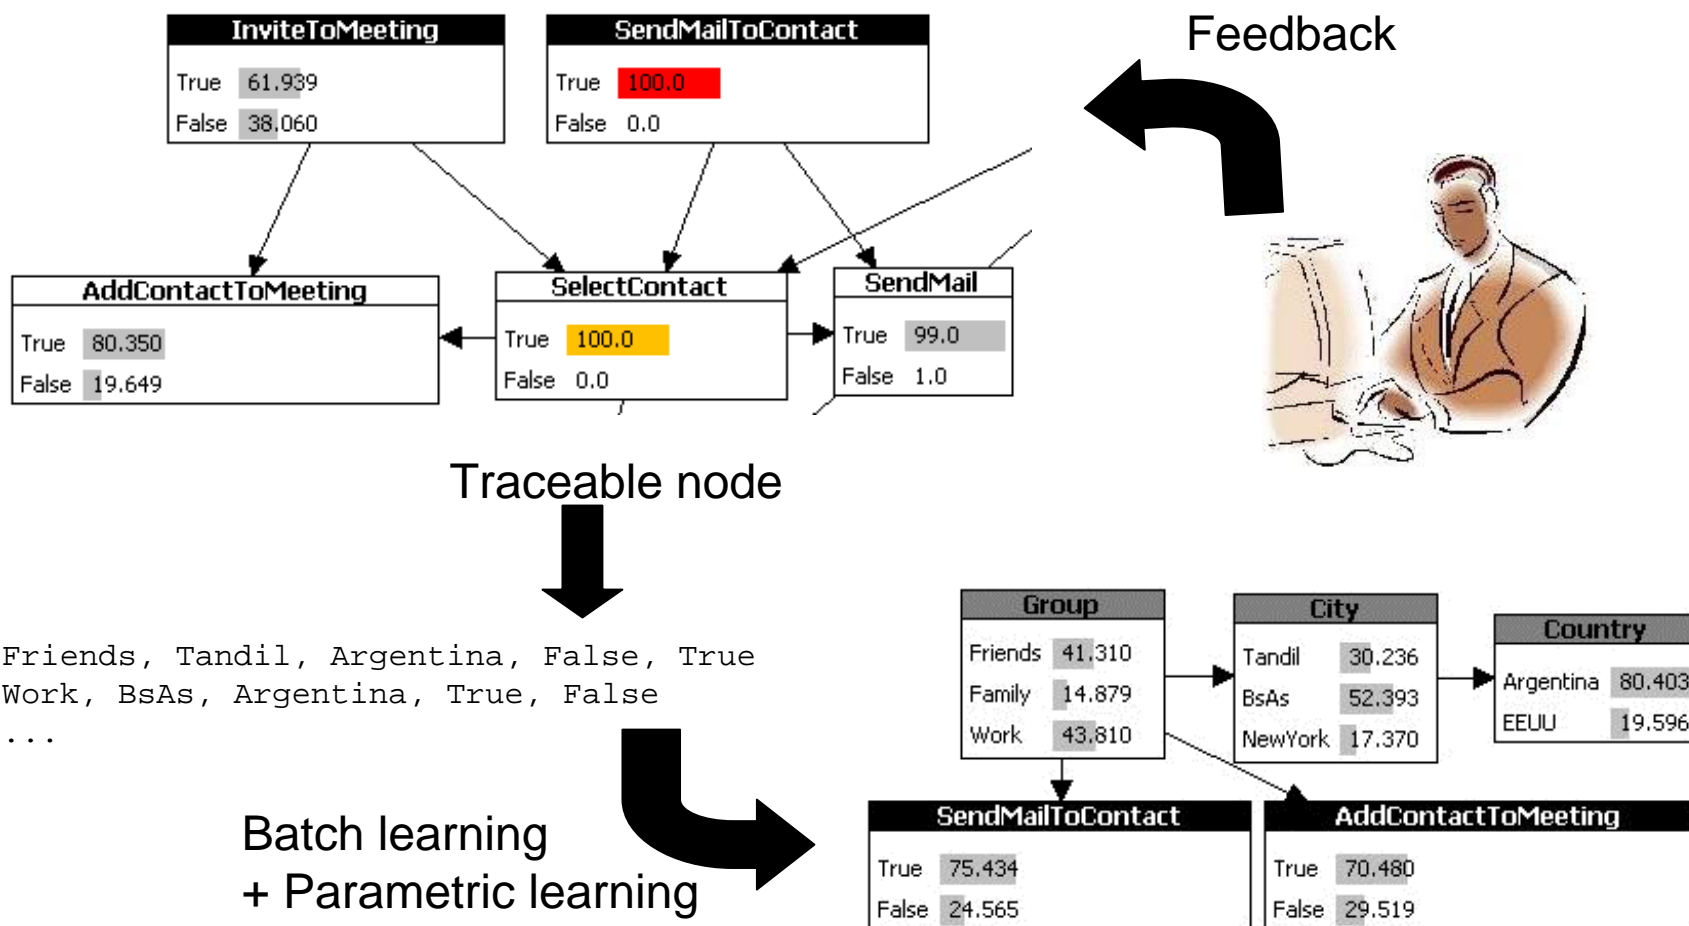 InviteToMeeting
True 61.939
False 38.060
SendMailToContact
True 100.0
False 0.0
Feedback
AddContactToMeeting
True 80.350
False 19.649
SelectContact
True 100.0
False 0.0
SendMail
True 99.0
False 1.0
Traceable node
Friends, Tandil, Argentina, False, True
Work, BsAs, Argentina, True, False
...
Group
Friends 41.310
Family 14.879
Work 43.810
City
Tandil 30.236
BsAs 52.393
NewYork 17.370
Country
Argentina 80.403
EEUU 19.596
Batch learning
+ Parametric learning
SendMailToContact
True 75.434
False 24.565
AddContactToMeeting
True 70.480
False 29.519